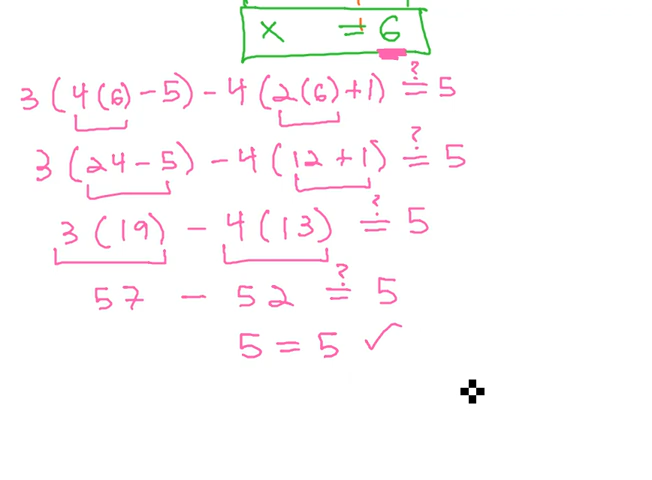 x = 6
3 (4(6) - 5) - 4 (2(6) + 1) ≟ 5
3 (24 - 5) - 4 (12 + 1) ≟ 5
3 (19) - 4 (13) ≟ 5
57 - 52 ≟ 5
5 = 5 ✓